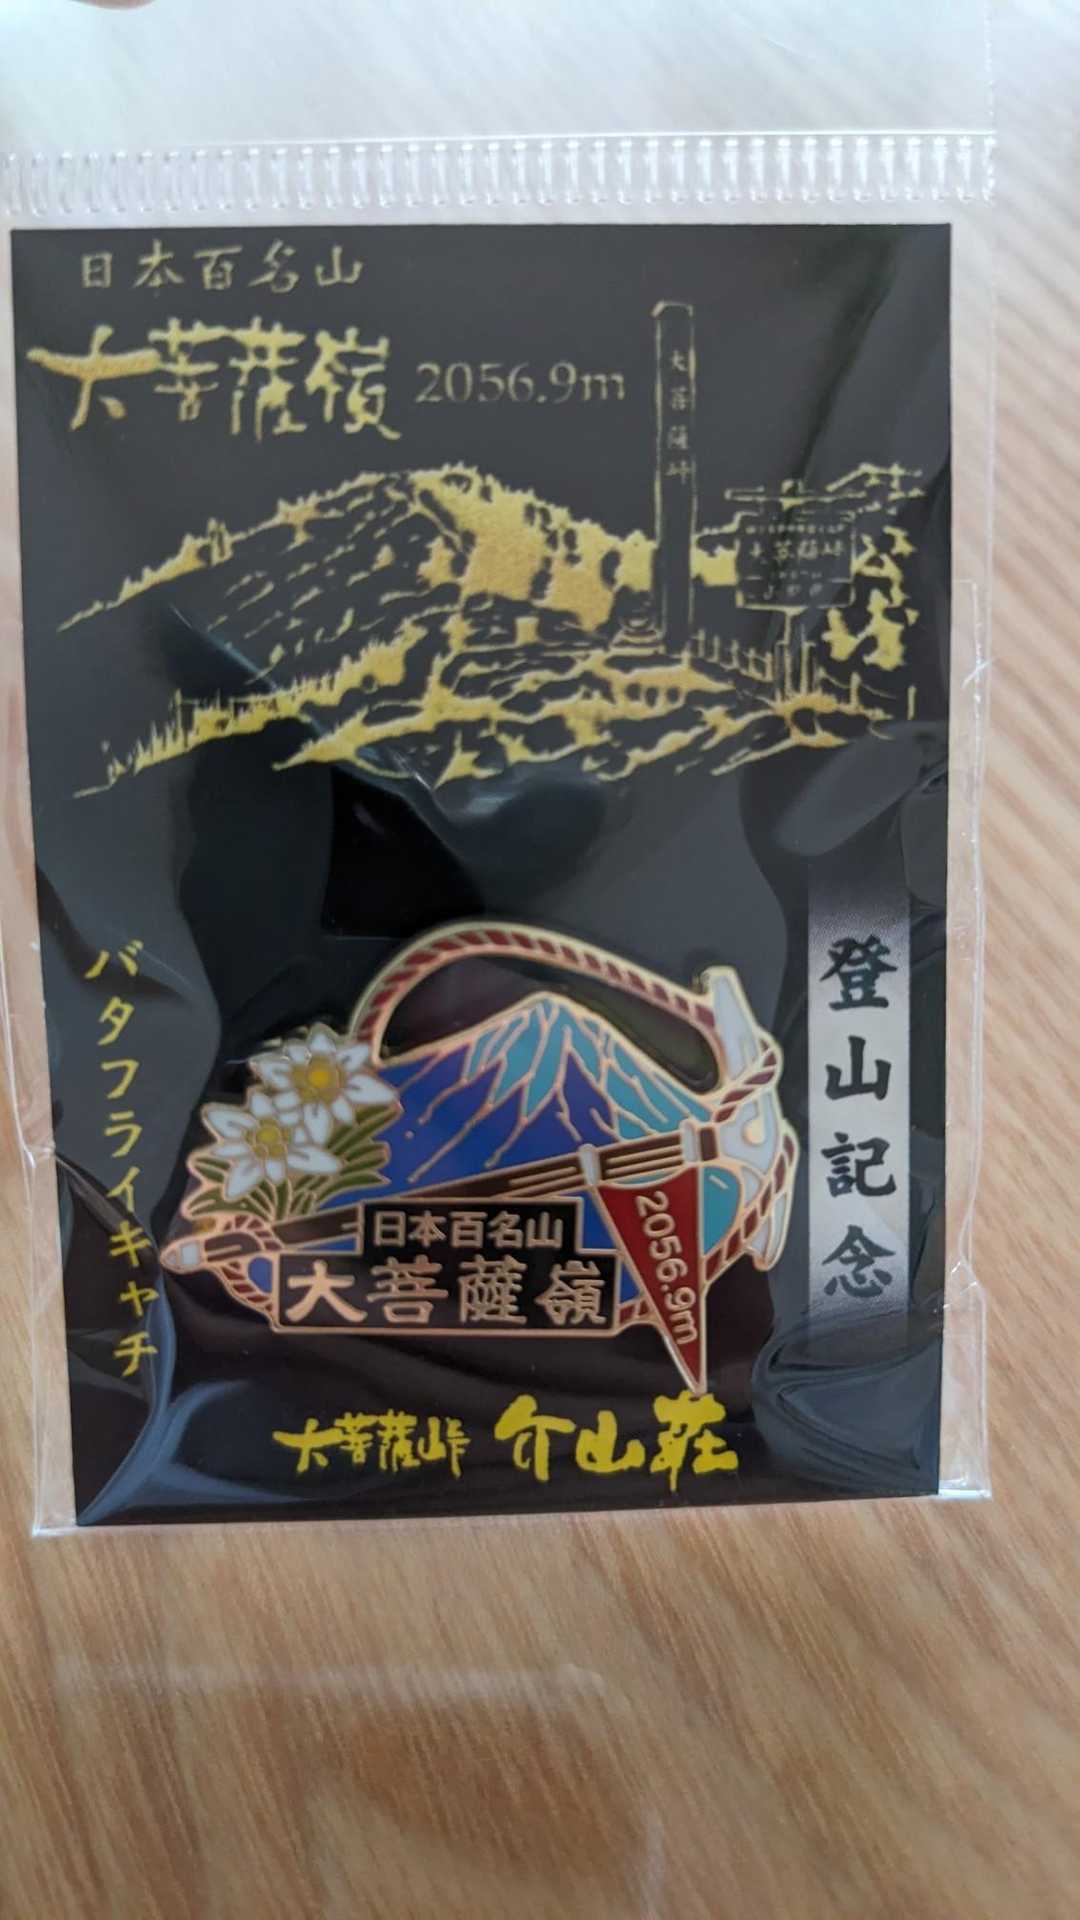 日本百名山
大菩薩嶺 2056.9m
大菩薩峠
大菩薩峠
バタフライキャッチ
登山記念
日本百名山
大菩薩嶺
2056.9m
大菩薩峠 介山荘